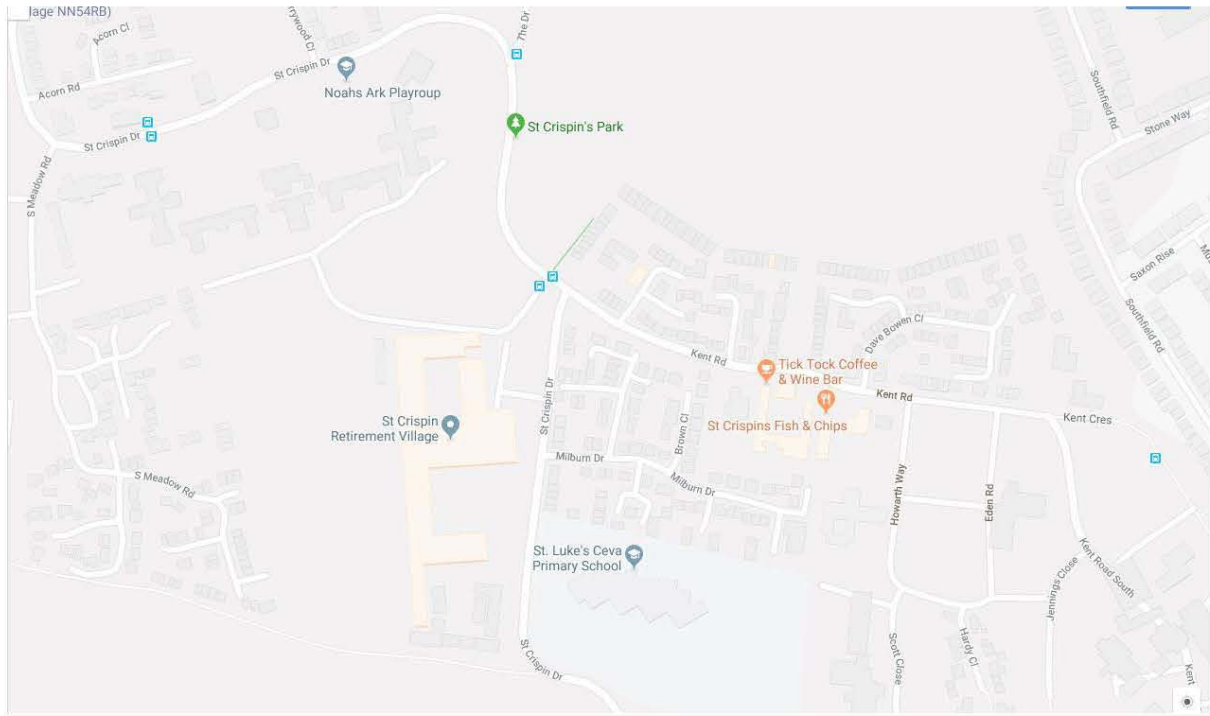 lage NN54RB)
Acorn Cl
rrywood Cl
The Dr
St Crispin Dr
Noahs Ark Playroup
Acorn Rd
St Crispin's Park
Southfield Rd
Stone Way
St Crispin Dr
S Meadow Rd
Saxon Rise
Southfield Rd
Dave Bowen Cl
Kent Rd
Tick Tock Coffee
& Wine Bar
Kent Rd
St Crispin Dr
Kent Cres
St Crispin
Retirement Village
St Crispins Fish & Chips
Brown Cl
Milburn Dr
Milburn Dr
S Meadow Rd
Howarth Way
Eden Rd
St. Luke's Ceva
Primary School
Kent Road South
Jennings Close
St Crispin Dr
Scott Close
Hardy Cl
Kent